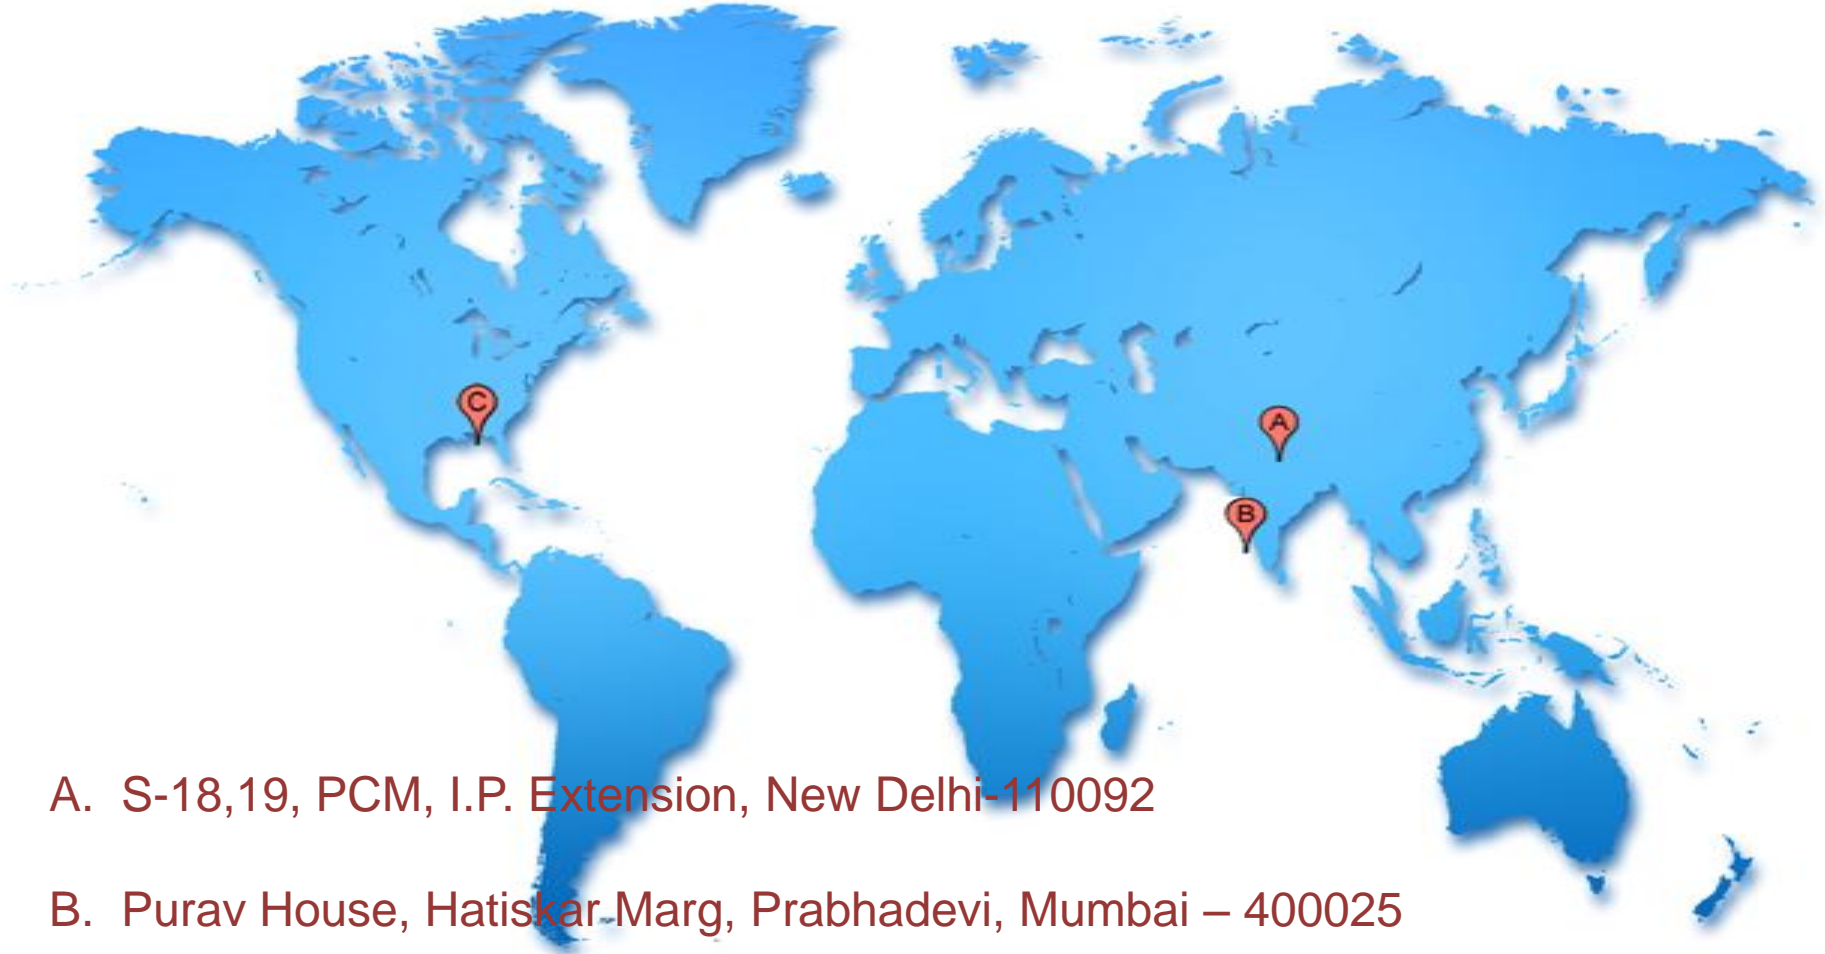 C
A
B
A. S-18,19, PCM, I.P. Extension, New Delhi-110092
B. Purav House, Hatiskar Marg, Prabhadevi, Mumbai – 400025